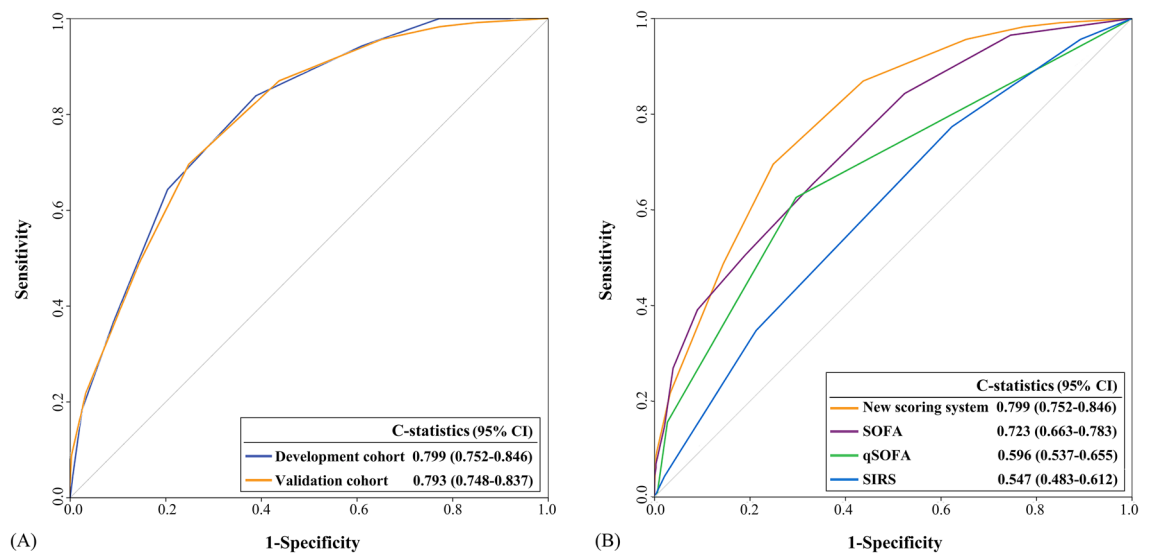 1.0
0.8
0.6
0.4
0.2
0.0
Sensitivity
C-statistics (95% CI)
Development cohort 0.799 (0.752-0.846)
Validation cohort 0.793 (0.748-0.837)
0.0 0.2 0.4 0.6 0.8 1.0
(A) 1-Specificity
1.0
0.8
0.6
0.4
0.2
0.0
Sensitivity
C-statistics (95% CI)
New scoring system 0.799 (0.752-0.846)
SOFA 0.723 (0.663-0.783)
qSOFA 0.596 (0.537-0.655)
SIRS 0.547 (0.483-0.612)
0.0 0.2 0.4 0.6 0.8 1.0
(B) 1-Specificity